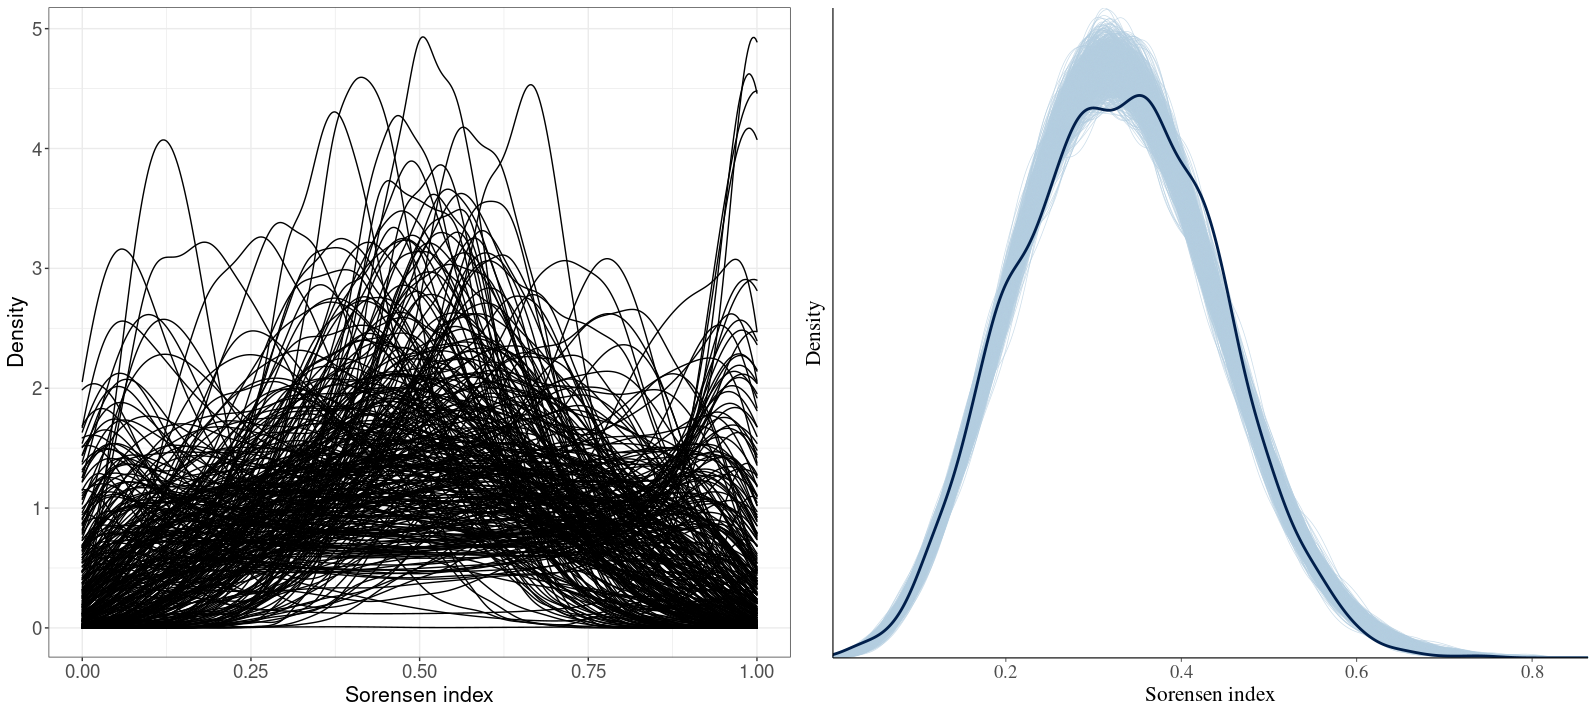 5
4
3
2
1
0
Density
0.00 0.25 0.50 0.75 1.00
Sorensen index
Density
0.2 0.4 0.6 0.8
Sorensen index